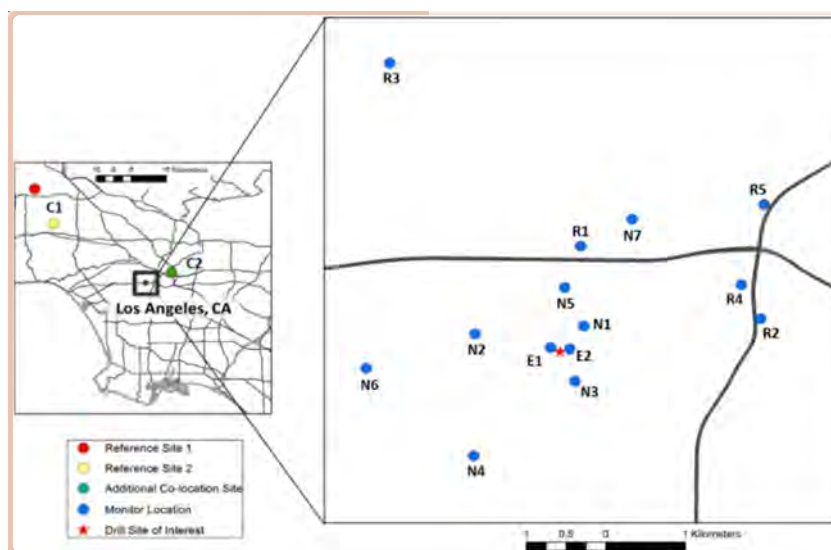 R3
C1
C2
Los Angeles, CA
R5
N7
R1
R4
N5
R2
N1
N2
E1
E2
N6
N3
N4
Reference Site 1
Reference Site 2
Additional Co-location Site
Monitor Location
Drill Site of Interest
1 0.5 0 1 Kilometers